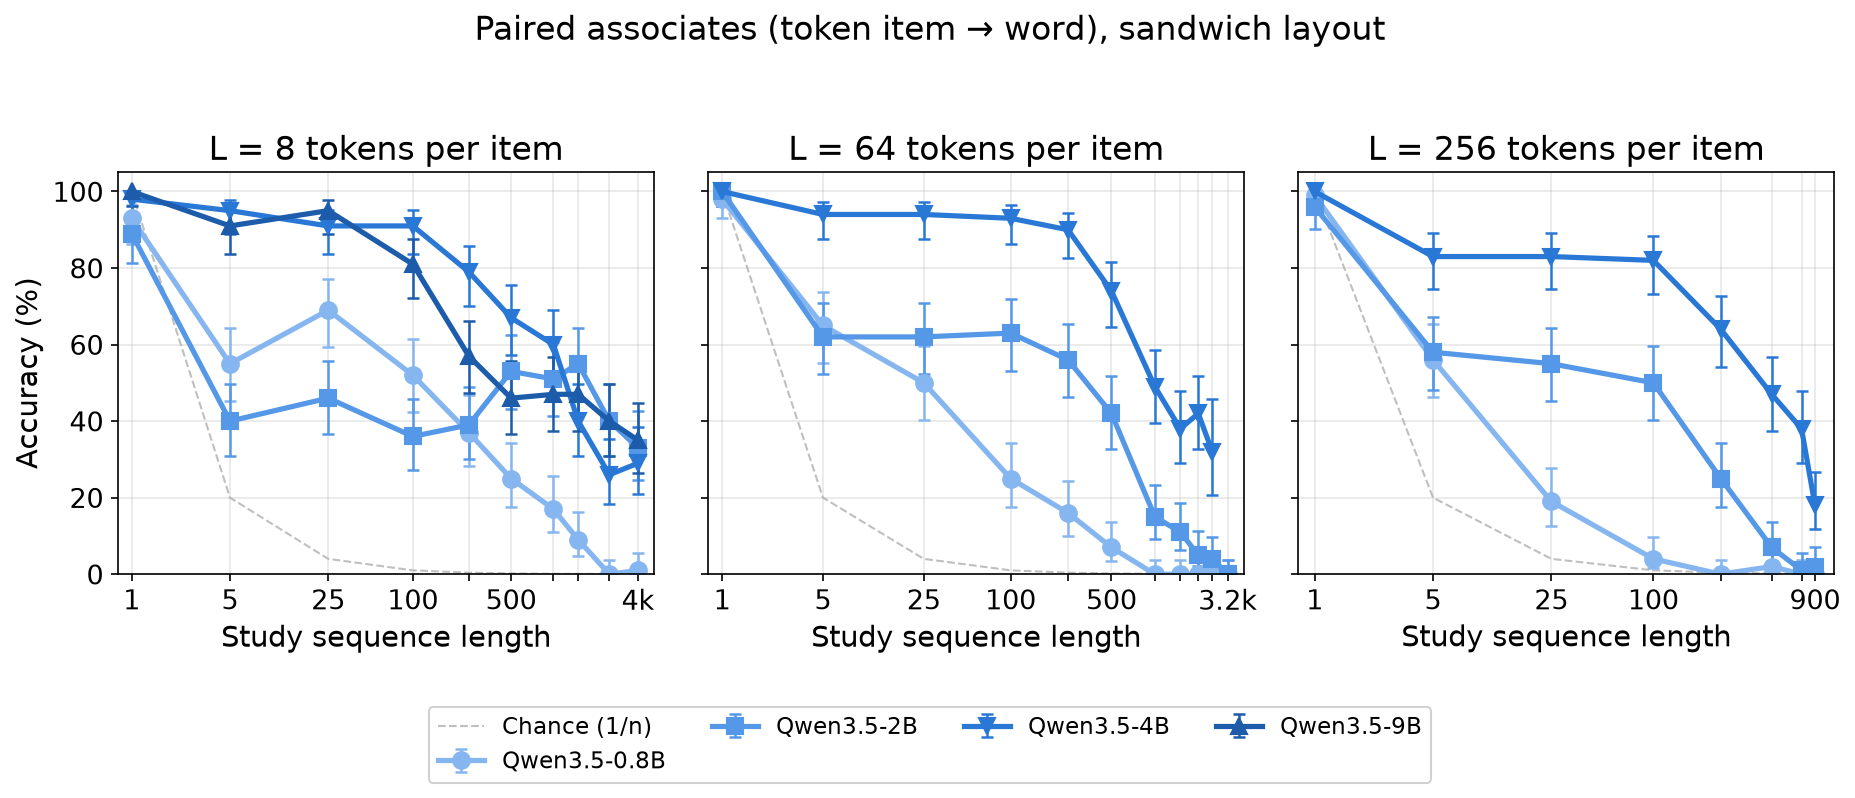 Paired associates (token item → word), sandwich layout
L = 8 tokens per item
L = 64 tokens per item
L = 256 tokens per item
Accuracy (%)
100
80
60
40
20
0
1 5 25 100 500 4k
1 5 25 100 500 3.2k
1 5 25 100 900
Study sequence length
Study sequence length
Study sequence length
Chance (1/n)
Qwen3.5-0.8B
Qwen3.5-2B
Qwen3.5-4B
Qwen3.5-9B